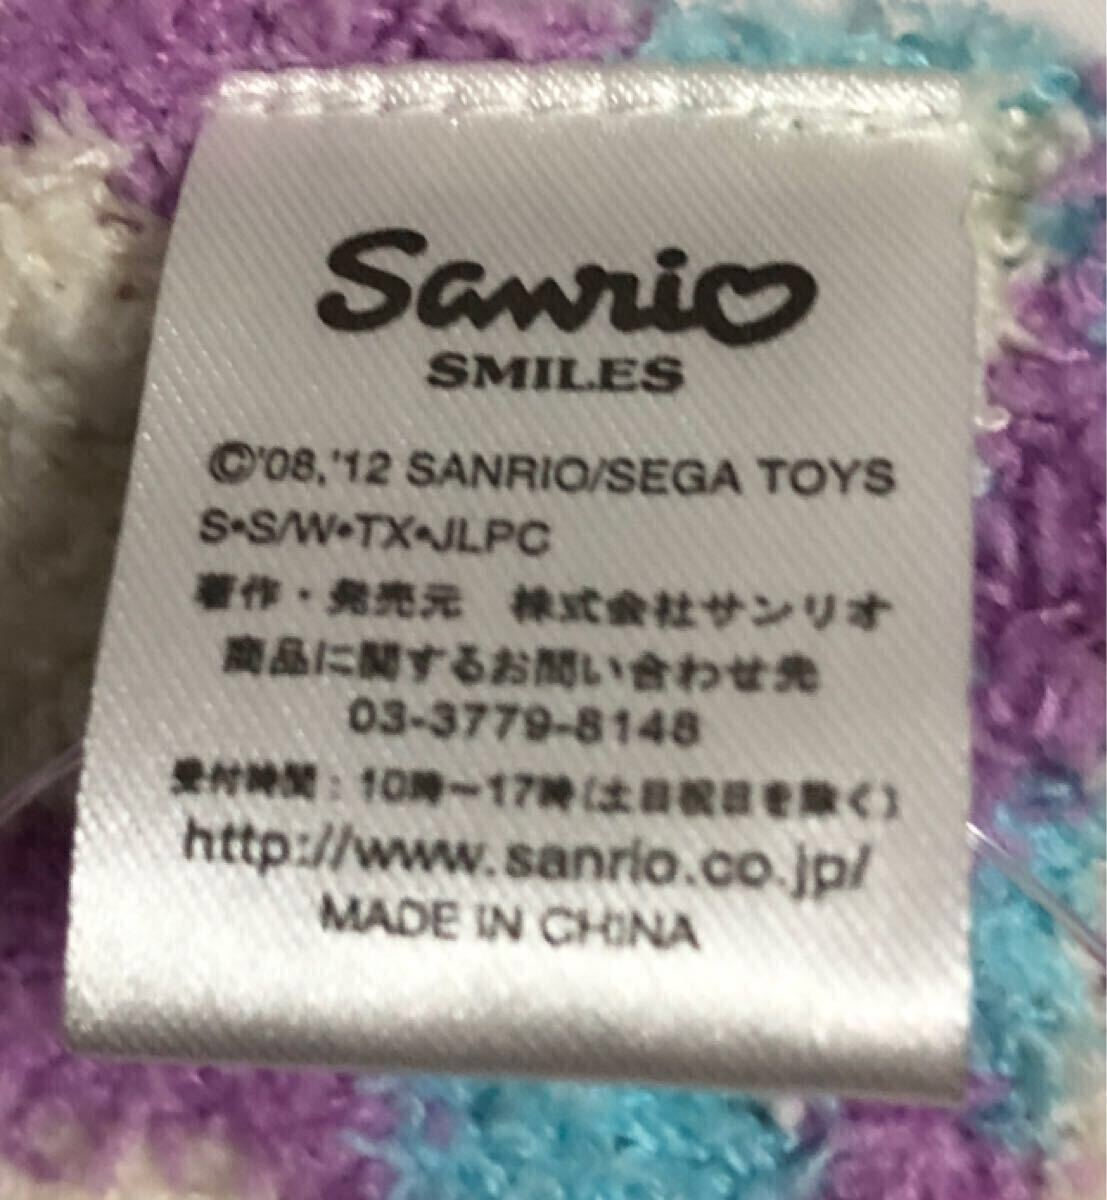 Sanrio
SMILES
©'08,'12 SANRIO/SEGA TOYS
S•S/W•TX•JLPC
著作・発売元　株式会社サンリオ
商品に関するお問い合わせ先
03-3779-8148
受付時間：10時～17時(土日祝日を除く)
http://www.sanrio.co.jp/
MADE IN CHINA